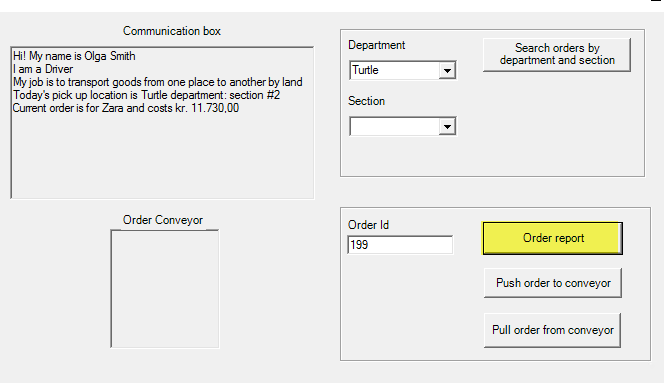 Communication box
Hi! My name is Olga Smith
I am a Driver
My job is to transport goods from one place to another by land
Today's pick up location is Turtle department: section #2
Current order is for Zara and costs kr. 11.730,00
Department
Turtle
Search orders by
department and section
Section
Order Conveyor
Order Id
199
Order report
Push order to conveyor
Pull order from conveyor